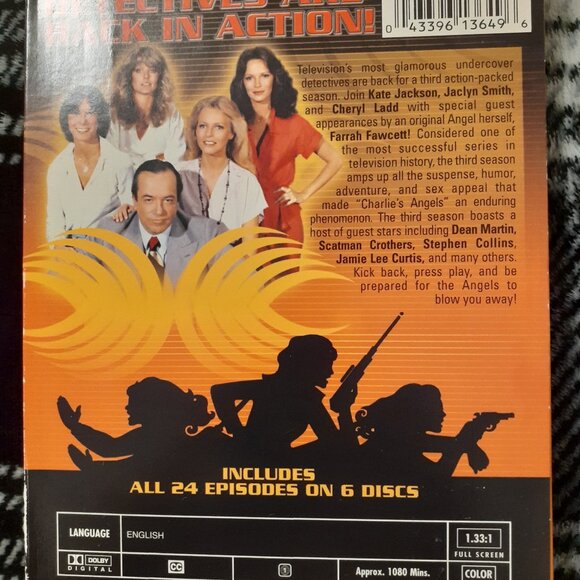 DETECTIVES ARE
BACK IN ACTION!
0 43396 13649 6
Television's most glamorous undercover
detectives are back for a third action-packed
season. Join Kate Jackson, Jaclyn Smith,
and Cheryl Ladd with special guest
appearances by an original Angel herself,
Farrah Fawcett! Considered one of
the most successful series in
television history, the third season
amps up all the suspense, humor,
adventure, and sex appeal that
made "Charlie's Angels" an enduring
phenomenon. The third season boasts a
host of guest stars including Dean Martin,
Scatman Crothers, Stephen Collins,
Jamie Lee Curtis, and many others.
Kick back, press play, and be
prepared for the Angels to
blow you away!
INCLUDES
ALL 24 EPISODES ON 6 DISCS
LANGUAGE ENGLISH 1.33:1
FULL SCREEN
DOLBY
DIGITAL CC 1 Approx. 1080 Mins. COLOR